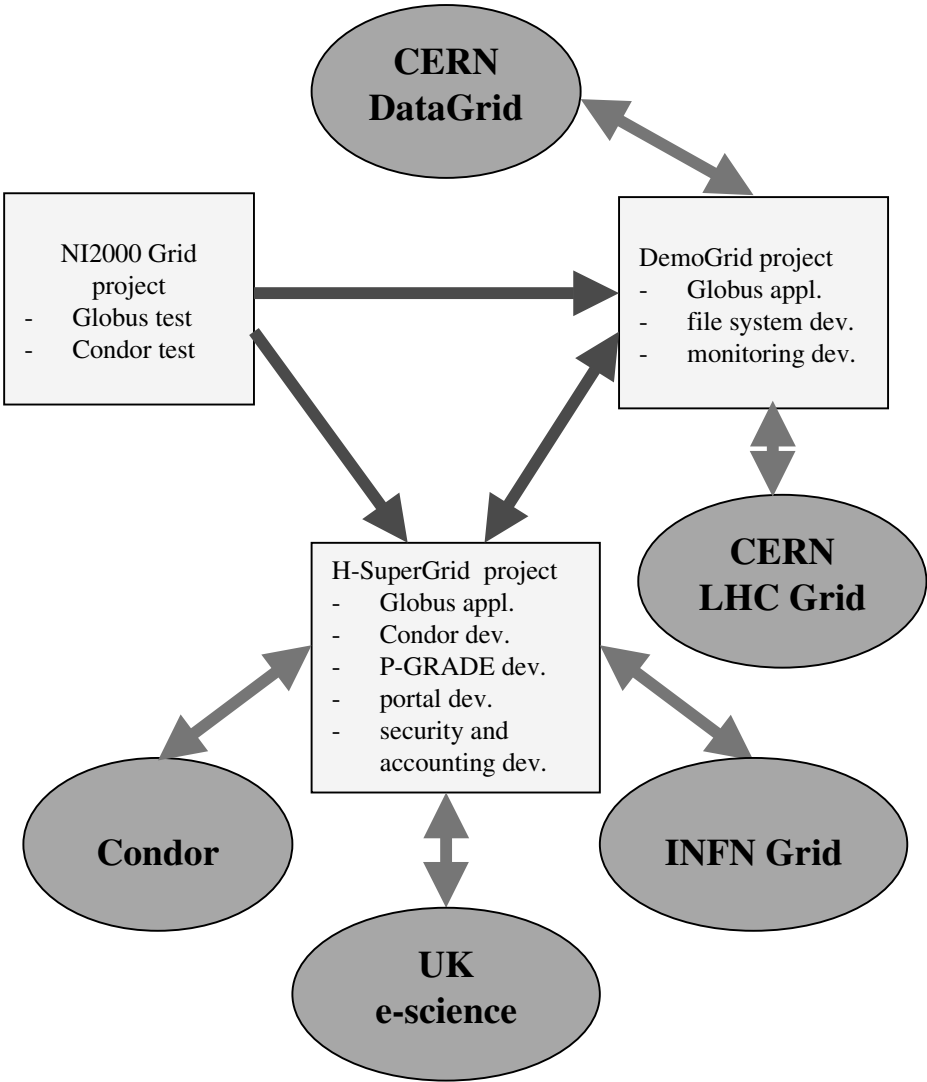 CERN
DataGrid
NI2000 Grid
project
- Globus test
- Condor test
DemoGrid project
- Globus appl.
- file system dev.
- monitoring dev.
CERN
LHC Grid
H-SuperGrid project
- Globus appl.
- Condor dev.
- P-GRADE dev.
- portal dev.
- security and
accounting dev.
Condor
INFN Grid
UK
e-science